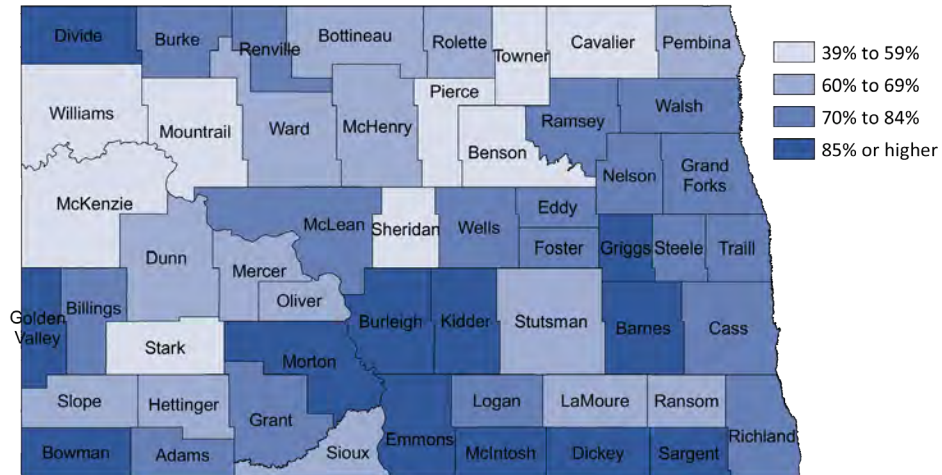 Divide
Burke
Renville
Bottineau
Rolette
Towner
Cavalier
Pembina
39% to 59%
60% to 69%
70% to 84%
85% or higher
Williams
Mountrail
Ward
McHenry
Pierce
Benson
Ramsey
Walsh
Nelson
Grand
Forks
McKenzie
Dunn
McLean
Mercer
Oliver
Sheridan
Wells
Eddy
Foster
Griggs
Steele
Traill
Golden
Valley
Billings
Stark
Morton
Burleigh
Kidder
Stutsman
Barnes
Cass
Slope
Hettinger
Grant
Sioux
Emmons
Logan
LaMoure
Ransom
Richland
Bowman
Adams
McIntosh
Dickey
Sargent